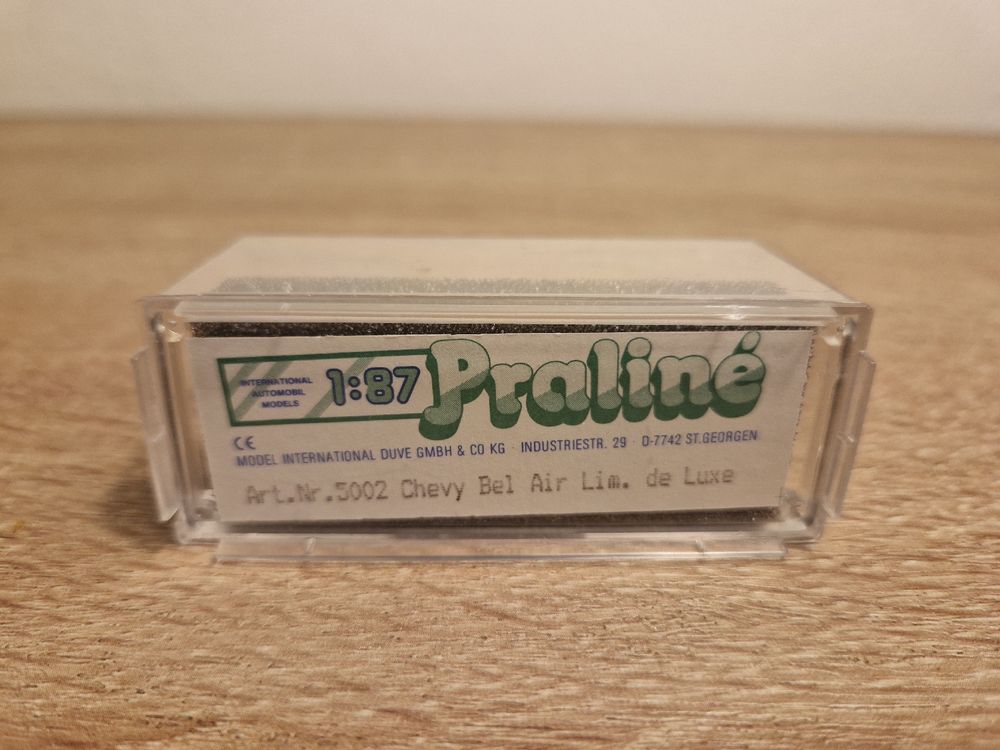 INTERNATIONAL
AUTOMOBIL
MODELS
1:87
Praliné
CE
MODEL INTERNATIONAL DUVE GMBH & CO KG · INDUSTRIESTR. 29 · D-7742 ST.GEORGEN
Art.Nr.5002 Chevy Bel Air Lim. de Luxe